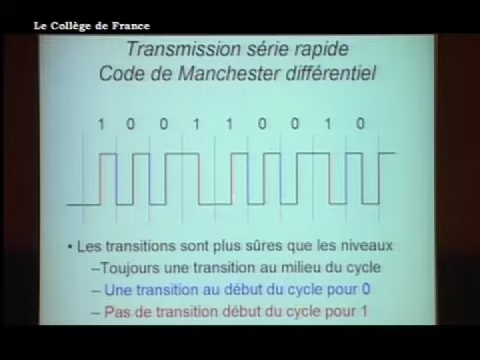 Le Collège de France
Transmission série rapide
Code de Manchester différentiel
1 0 0 1 1 0 0 1 0
• Les transitions sont plus sûres que les niveaux
–Toujours une transition au milieu du cycle
– Une transition au début du cycle pour 0
– Pas de transition début du cycle pour 1